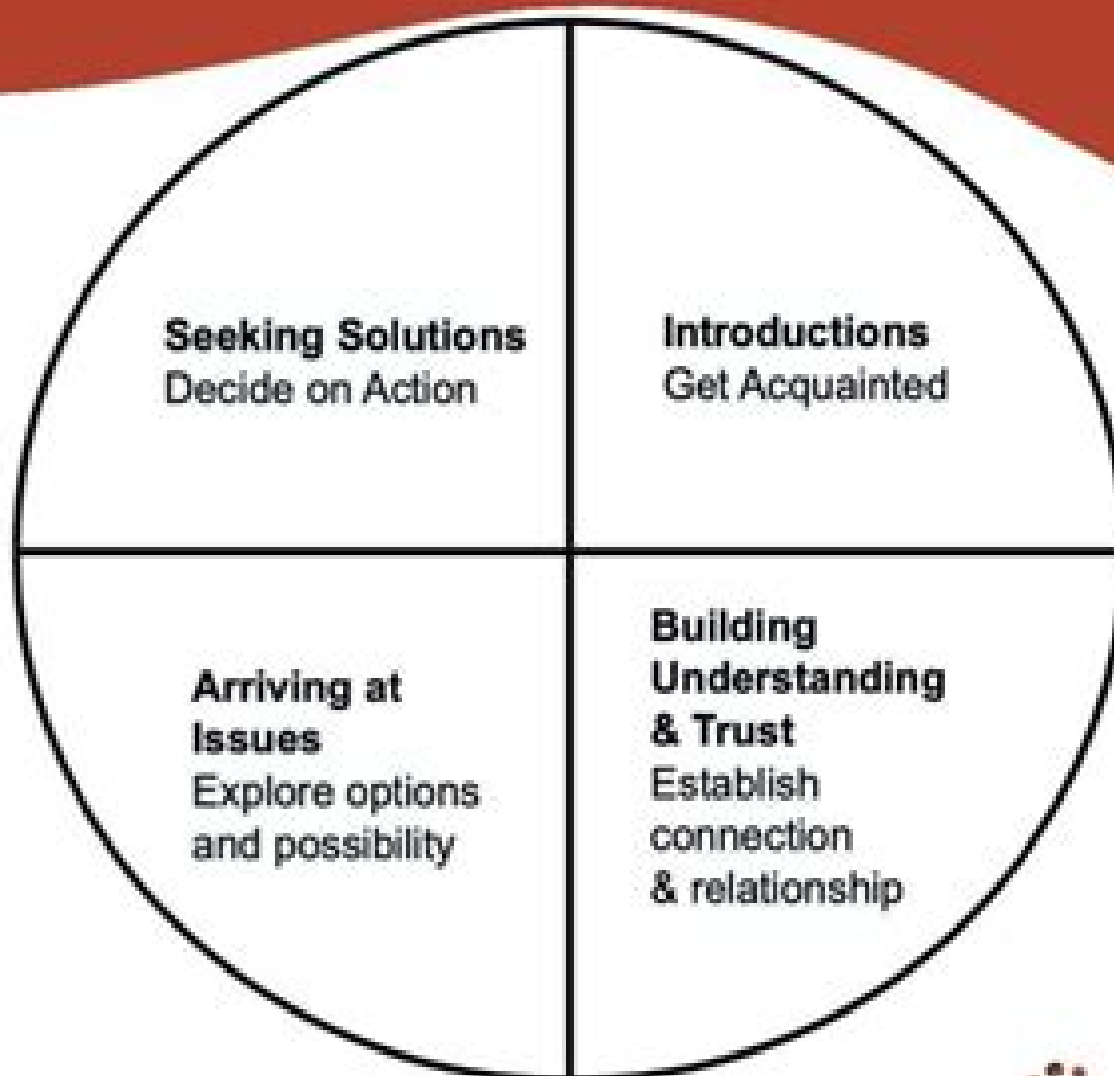 Seeking Solutions
Decide on Action
Introductions
Get Acquainted
Arriving at
Issues
Explore options
and possibility
Building
Understanding
& Trust
Establish
connection
& relationship